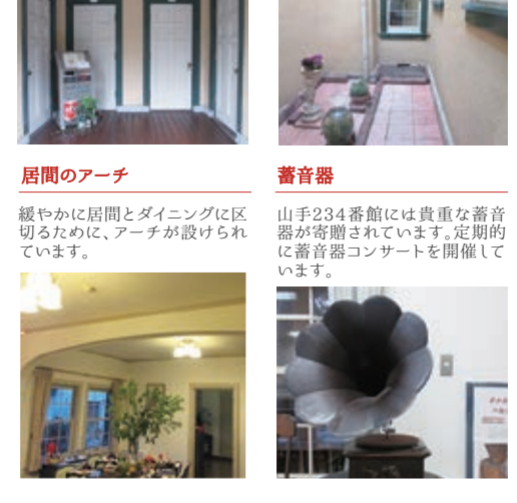 居間のアーチ
緩やかに居間とダイニングに区
切るために、アーチが設けられ
ています。
蓄音器
山手234番館には貴重な蓄音
器が寄贈されています。定期的
に蓄音器コンサートを開催して
います。